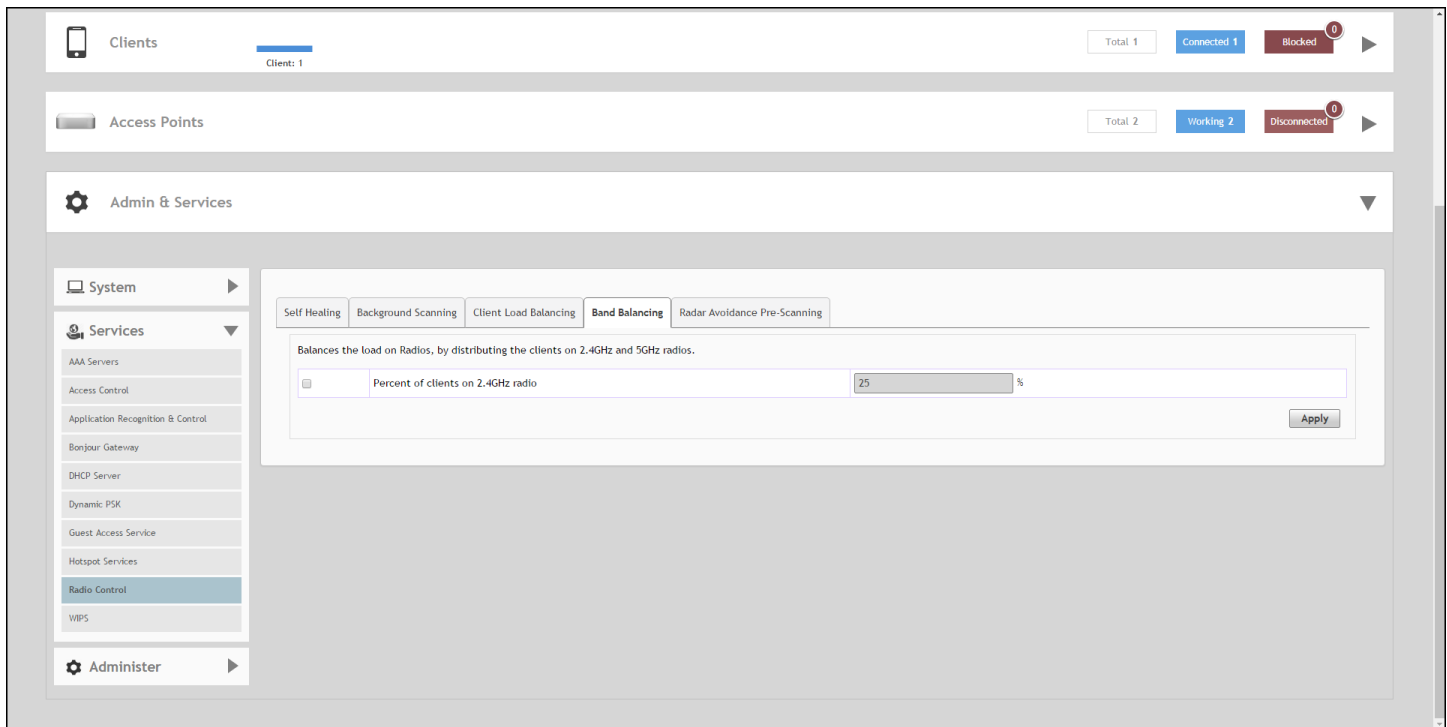 Clients
Client: 1
Total 1
Connected 1
Blocked
0
Access Points
Total 2
Working 2
Disconnected
0
Admin & Services
System
Services
AAA Servers
Access Control
Application Recognition & Control
Bonjour Gateway
DHCP Server
Dynamic PSK
Guest Access Service
Hotspot Services
Radio Control
WIPS
Administer
Self Healing
Background Scanning
Client Load Balancing
Band Balancing
Radar Avoidance Pre-Scanning
Balances the load on Radios, by distributing the clients on 2.4GHz and 5GHz radios.
Percent of clients on 2.4GHz radio
25 %
Apply